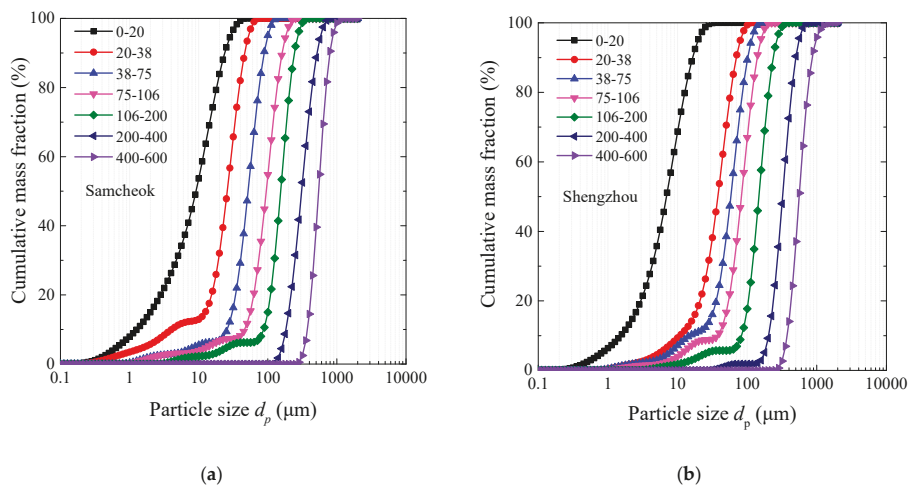 100
80
60
40
20
0
Cumulative mass fraction (%)
0-20
20-38
38-75
75-106
106-200
200-400
400-600
Samcheok
0.1 1 10 100 1000 10000
Particle size dp (μm)
(a)
100
80
60
40
20
0
Cumulative mass fraction (%)
0-20
20-38
38-75
75-106
106-200
200-400
400-600
Shengzhou
0.1 1 10 100 1000 10000
Particle size dp (μm)
(b)